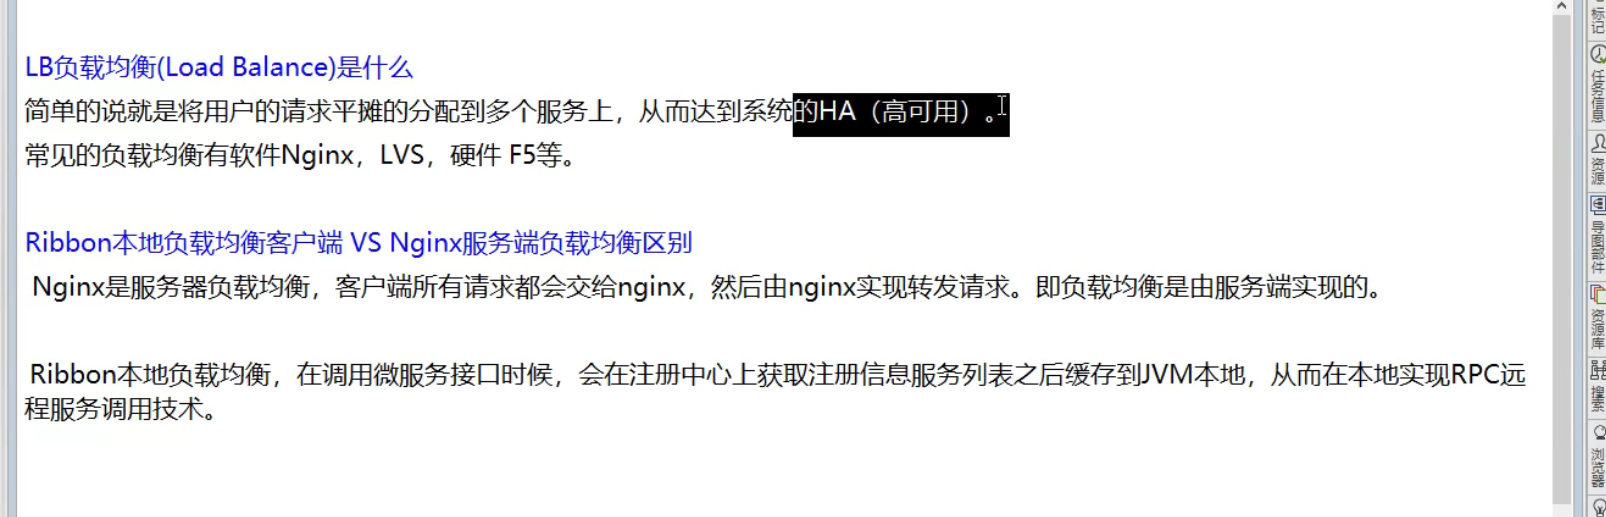 LB负载均衡(Load Balance)是什么
简单的说就是将用户的请求平摊的分配到多个服务上，从而达到系统的HA（高可用）。
常见的负载均衡有软件Nginx，LVS，硬件 F5等。
Ribbon本地负载均衡客户端 VS Nginx服务端负载均衡区别
Nginx是服务器负载均衡，客户端所有请求都会交给nginx，然后由nginx实现转发请求。即负载均衡是由服务端实现的。
Ribbon本地负载均衡，在调用微服务接口时候，会在注册中心上获取注册信息服务列表之后缓存到JVM本地，从而在本地实现RPC远
程服务调用技术。
标记
任务信息
资源
导图部件
资源库
搜索
浏览器